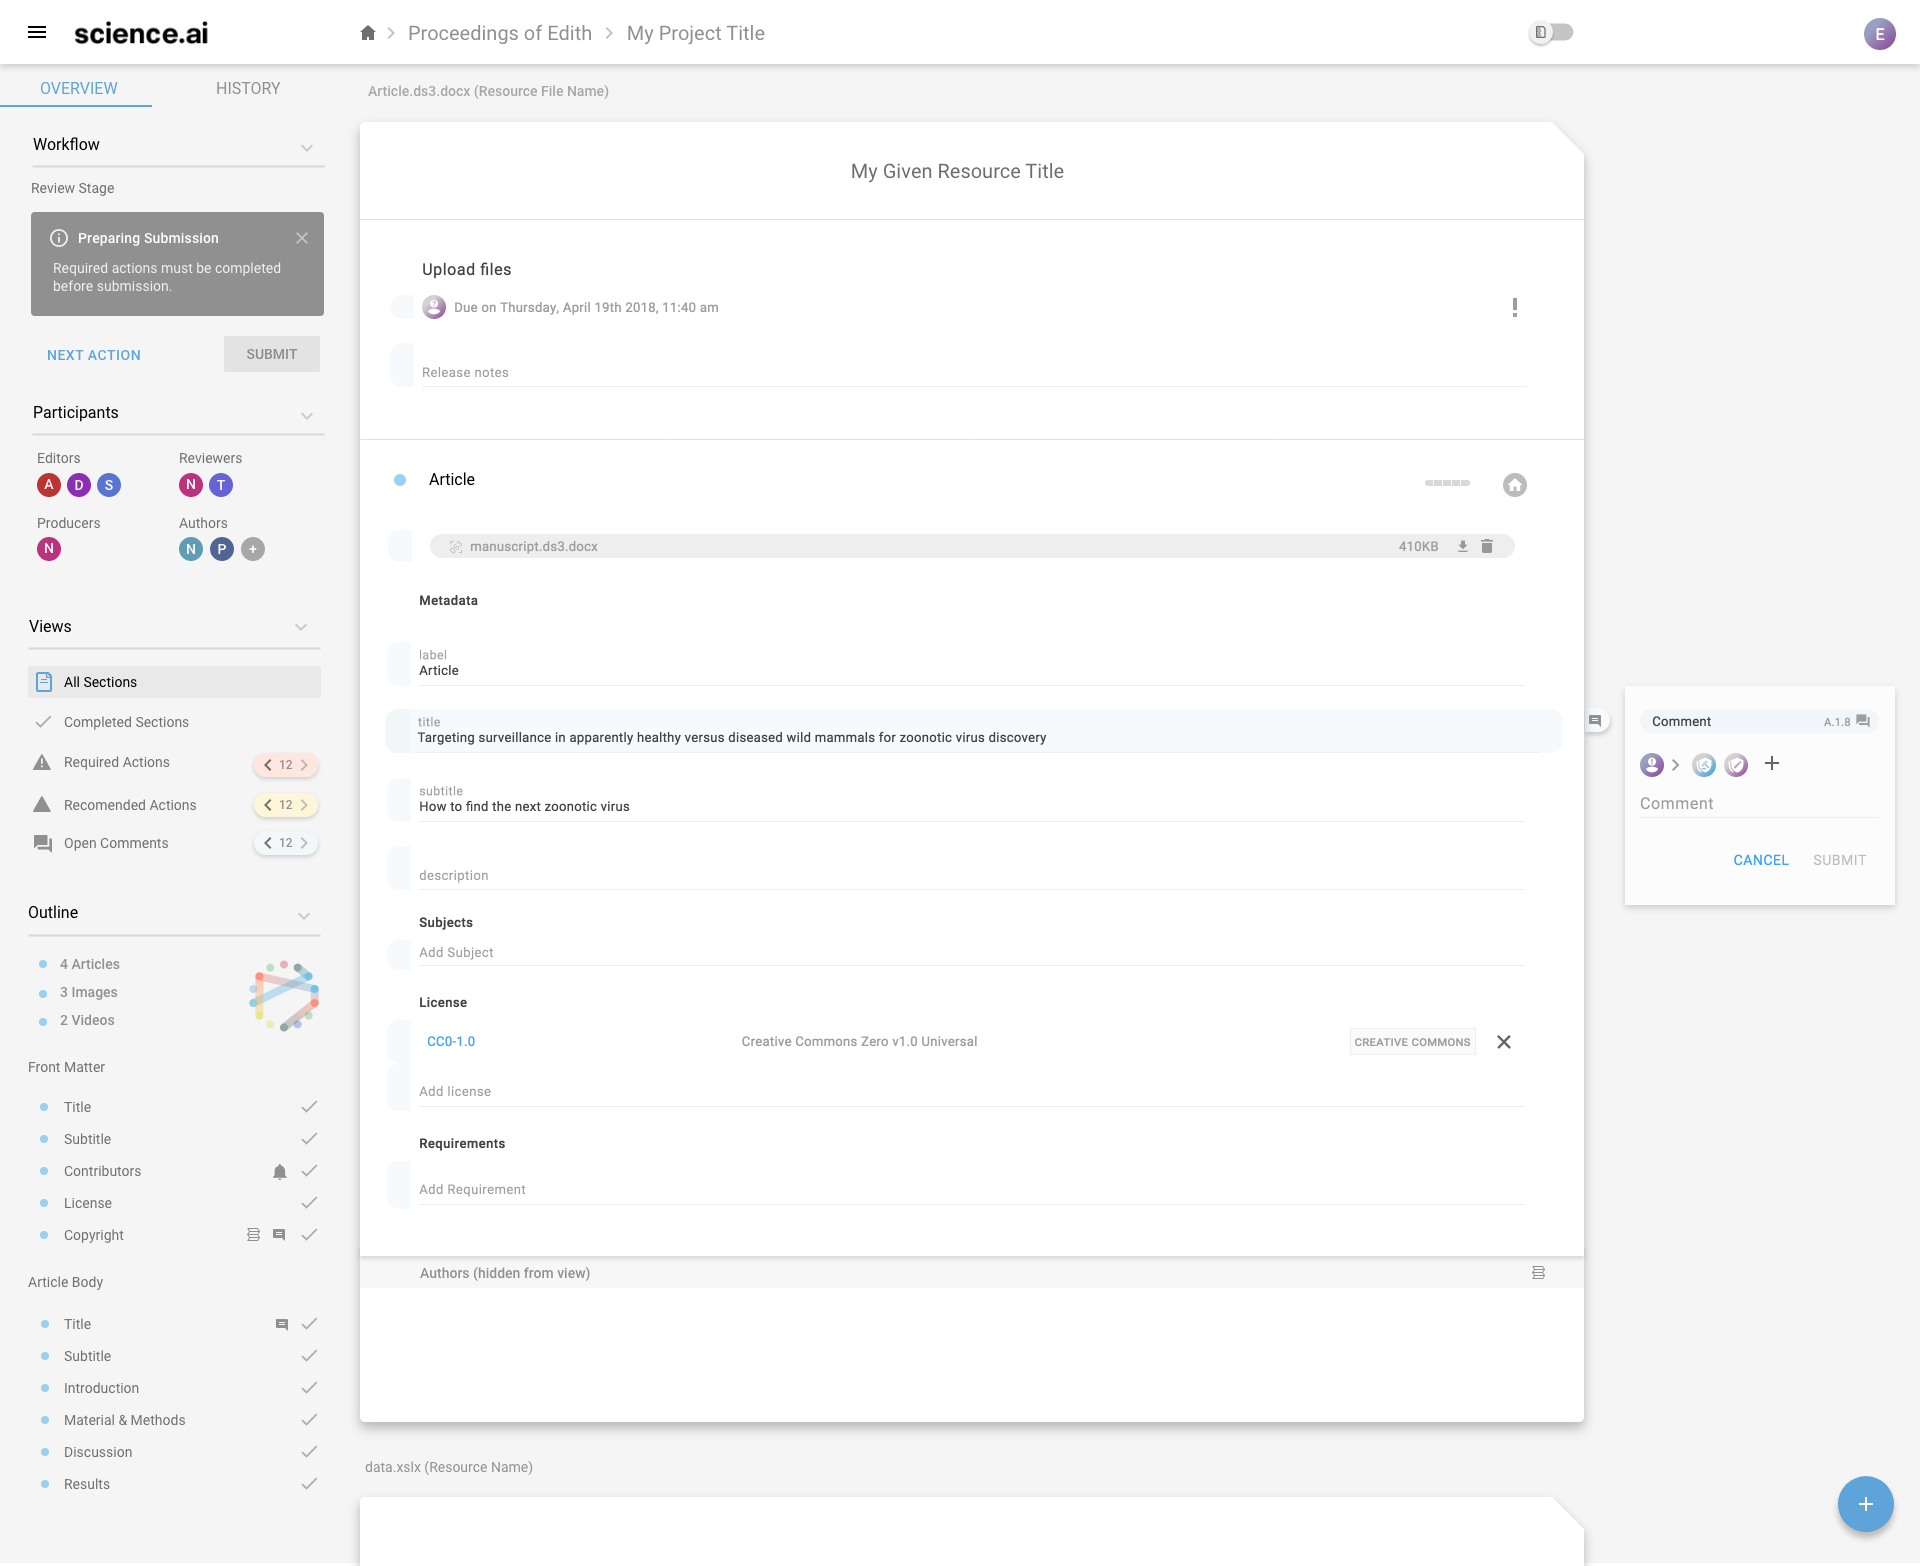 science.ai
Proceedings of Edith
My Project Title
E
OVERVIEW
HISTORY
Workflow
Review Stage
Preparing Submission
Required actions must be completed
before submission.
NEXT ACTION
SUBMIT
Participants
Editors
Reviewers
A D S
N T
Producers
Authors
N
N P +
Views
All Sections
Completed Sections
Required Actions
12
Recomended Actions
12
Open Comments
12
Outline
4 Articles
3 Images
2 Videos
Front Matter
Title
Subtitle
Contributors
License
Copyright
Article Body
Title
Subtitle
Introduction
Material & Methods
Discussion
Results
Article.ds3.docx (Resource File Name)
My Given Resource Title
Upload files
Due on Thursday, April 19th 2018, 11:40 am
Release notes
Article
manuscript.ds3.docx
410KB
Metadata
label
Article
title
Targeting surveillance in apparently healthy versus diseased wild mammals for zoonotic virus discovery
subtitle
How to find the next zoonotic virus
description
Subjects
Add Subject
License
CC0-1.0
Creative Commons Zero v1.0 Universal
CREATIVE COMMONS
Add license
Requirements
Add Requirement
Authors (hidden from view)
data.xslx (Resource Name)
Comment
A.1.8
Comment
CANCEL
SUBMIT